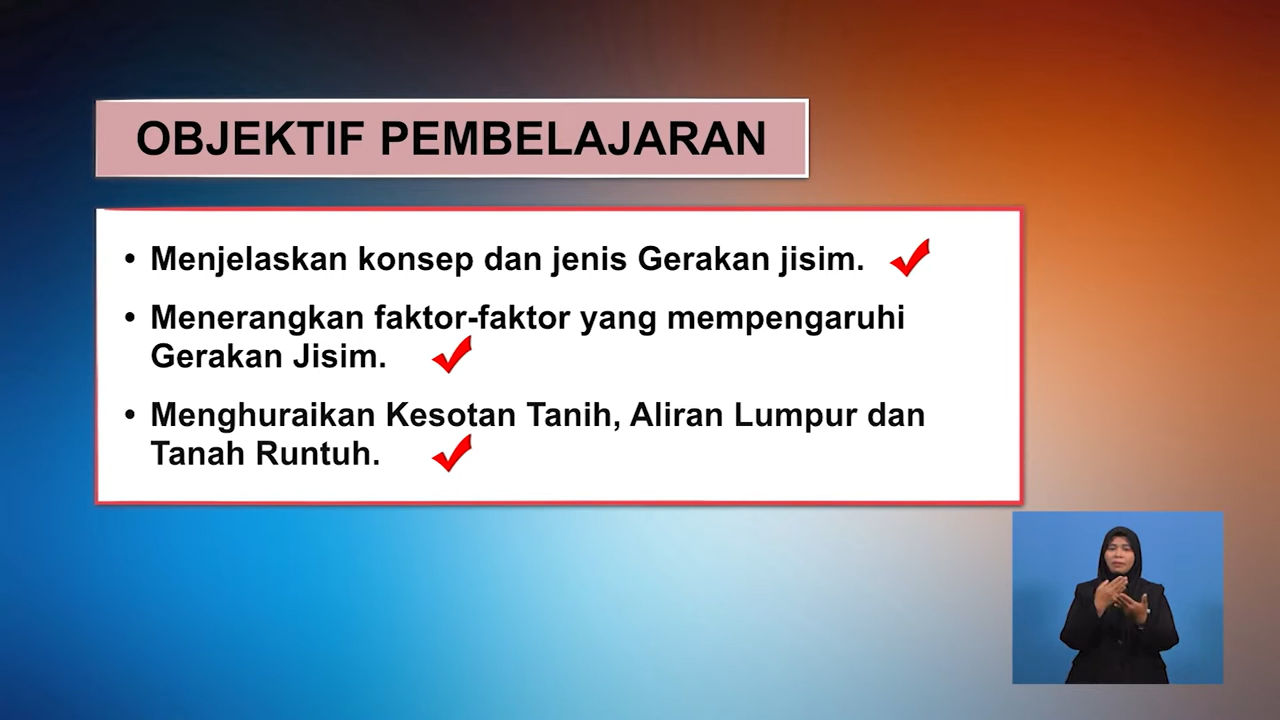 OBJEKTIF PEMBELAJARAN
• Menjelaskan konsep dan jenis Gerakan jisim.
• Menerangkan faktor-faktor yang mempengaruhi
Gerakan Jisim.
• Menghuraikan Kesotan Tanih, Aliran Lumpur dan
Tanah Runtuh.